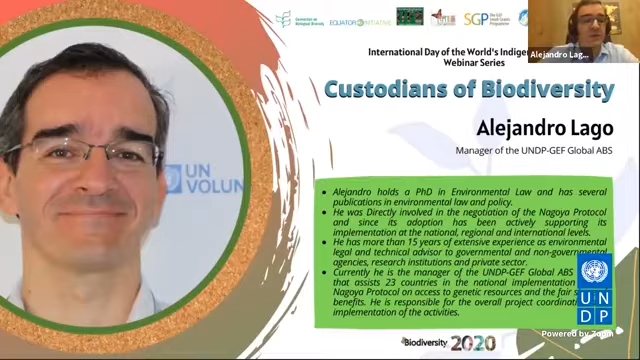 Convention on
Biological Diversity
EQUATOR INITIATIVE
SGP The GEF
Small Grants
Programme
Alejandro Lag...
International Day of the World's Indige
Webinar Series
Custodians of Biodiversity
Alejandro Lago
Manager of the UNDP-GEF Global ABS
UN
VOLUN
• Alejandro holds a PhD in Environmental Law and has several
publications in environmental law and policy.
• He was Directly involved in the negotiation of the Nagoya Protocol
and since its adoption has been actively supporting its
implementation at the national, regional and international levels.
• He has more than 15 years of extensive experience as environmental
legal and technical advisor to governmental and non-governmental
agencies, research institutions and private sector.
• Currently he is the manager of the UNDP-GEF Global ABS
that assists 23 countries in the national implementation
Nagoya Protocol on access to genetic resources and the fair
benefits. He is responsible for the overall project coordinat
implementation of the activities.
U N
D P
Powered by Zoom
Biodiversity 2020